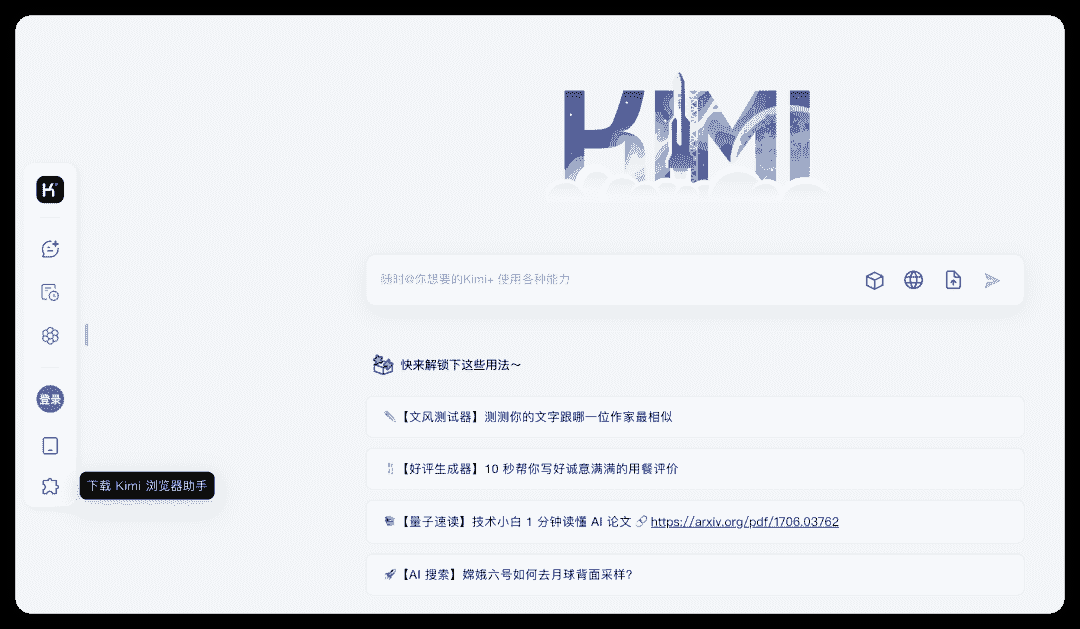 KIMI
K
随时@你想要的Kimi+ 使用各种能力
快来解锁下这些用法~
登录
【文风测试器】测测你的文字跟哪一位作家最相似
【好评生成器】10 秒帮你写好诚意满满的用餐评价
下载 Kimi 浏览器助手
【量子速读】技术小白 1 分钟读懂 AI 论文 https://arxiv.org/pdf/1706.03762
【AI 搜索】嫦娥六号如何去月球背面采样?